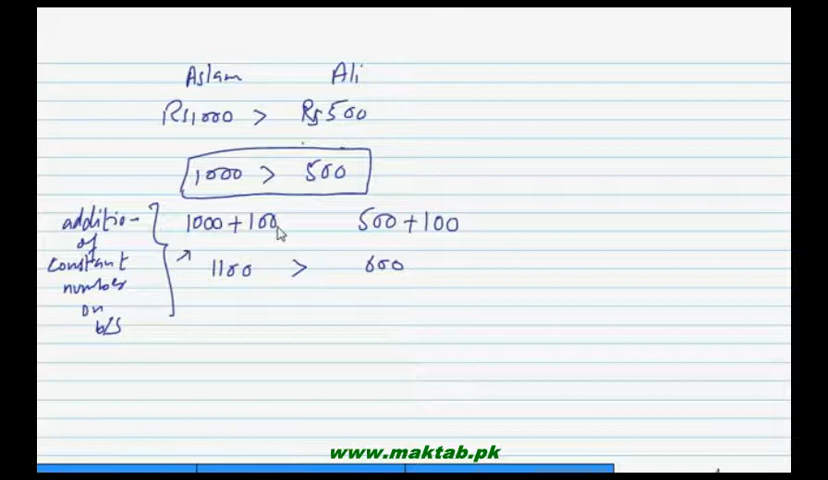 Aslam Ali
Rs1000 > Rs500
1000 > 500
addition 1000+100 500+100
of
constant 1100 > 600
number
on
b/s
www.maktab.pk